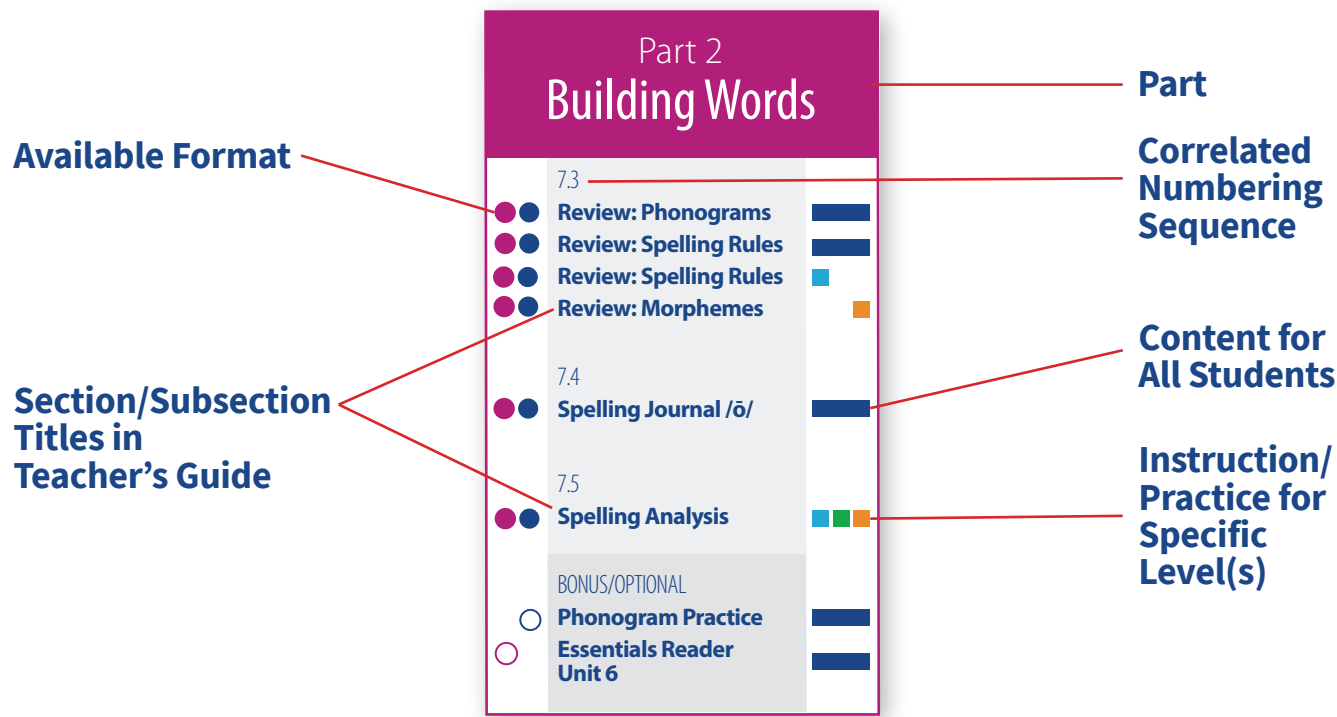 Part 2
Building Words
Part
Available Format
Correlated
Numbering
Sequence
7.3
Review: Phonograms
Review: Spelling Rules
Review: Spelling Rules
Review: Morphemes
Content for
All Students
7.4
Spelling Journal /ō/
Section/Subsection
Titles in
Teacher’s Guide
7.5
Spelling Analysis
Instruction/
Practice for
Specific
Level(s)
BONUS/OPTIONAL
Phonogram Practice
Essentials Reader
Unit 6